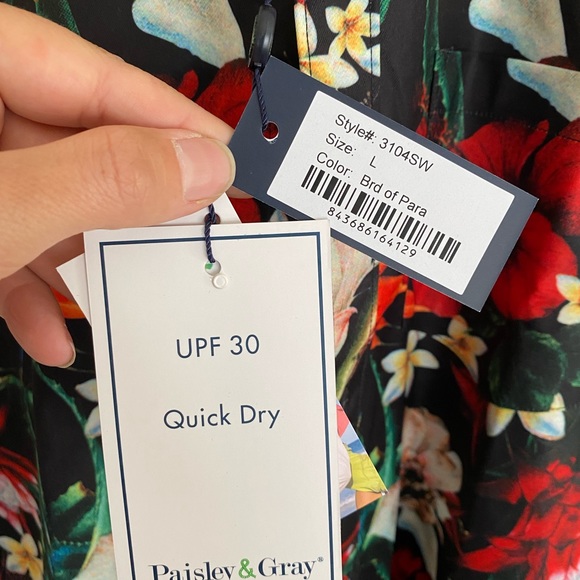 Style#: 3104SW
Size: L
Color: Brd of Para
843686164129
UPF 30
Quick Dry
Paisley & Gray®